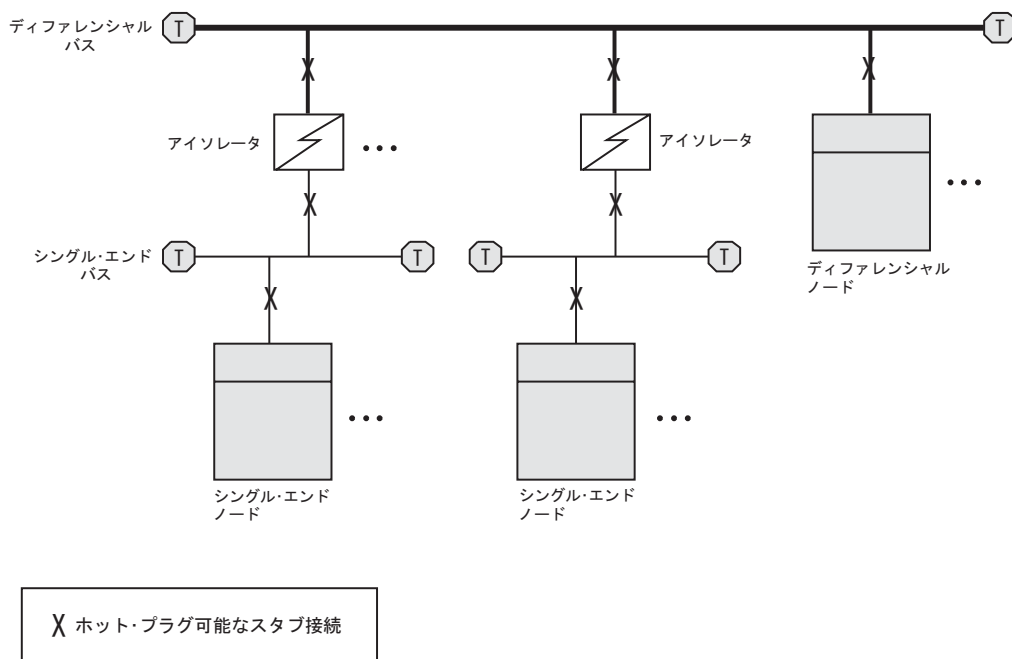 ディファレンシャル
バス
T
T
X
X
X
アイソレータ
•••
アイソレータ
•••
X
X
シングル･エンド
バス
T
T
T
T
ディファレンシャル
ノード
X
X
•••
•••
シングル･エンド
ノード
シングル･エンド
ノード
X ホット･プラグ可能なスタブ接続